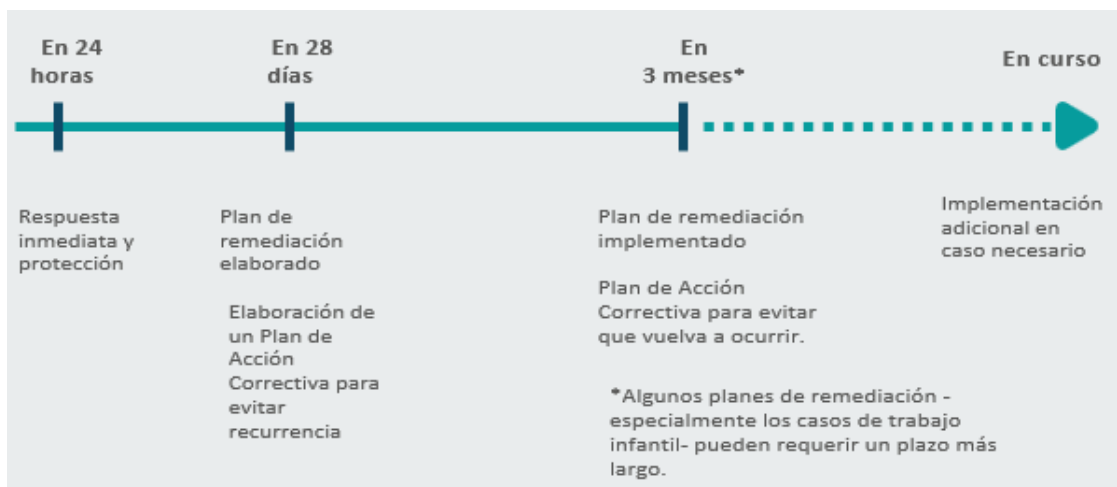 En 24
horas
En 28
días
En
3 meses*
En curso
Respuesta
inmediata y
protección
Plan de
remediación
elaborado
Elaboración de
un Plan de
Acción
Correctiva para
evitar
recurrencia
Plan de remediación
implementado
Plan de Acción
Correctiva para evitar
que vuelva a ocurrir.
*Algunos planes de remediación -
especialmente los casos de trabajo
infantil- pueden requerir un plazo más
largo.
Implementación
adicional en
caso necesario